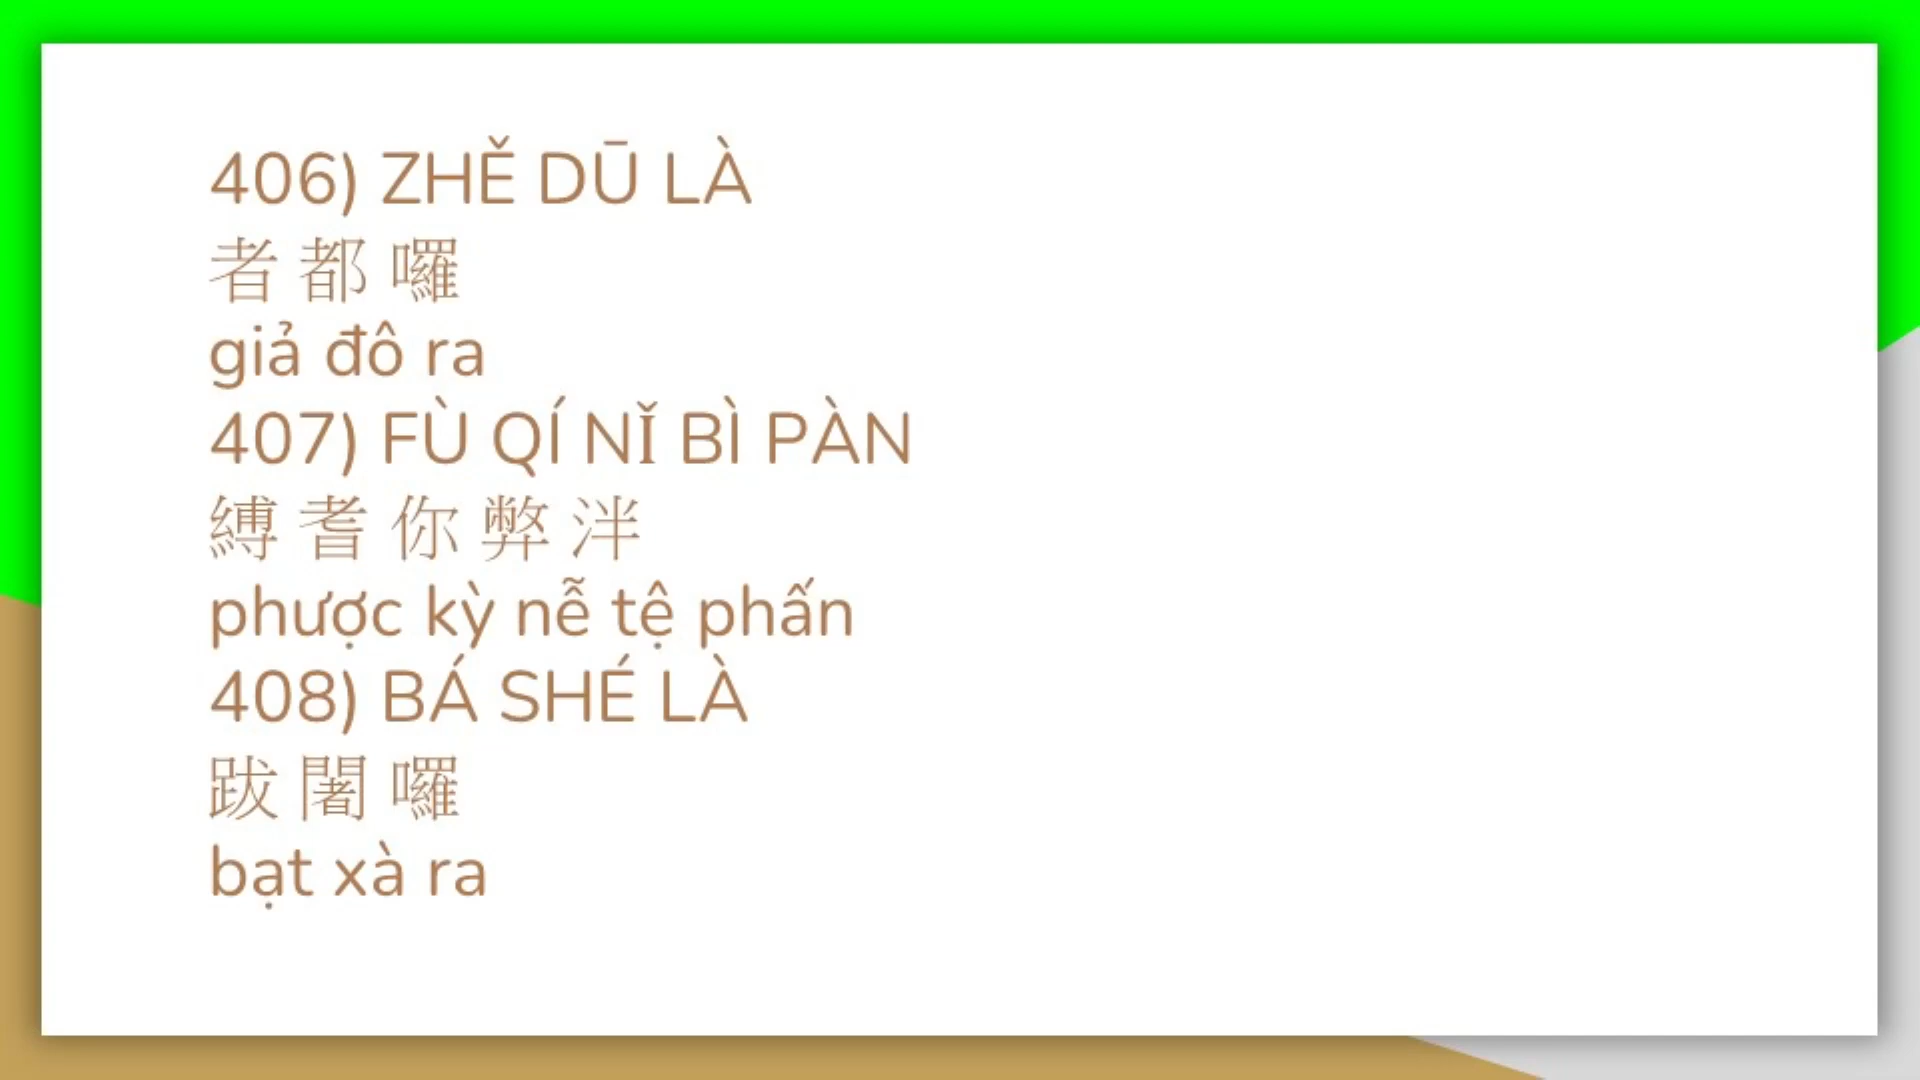 406) ZHĚ DŪ LÀ
者 都 囉
giả đô ra
407) FÙ QÍ NǏ BÌ PÀN
縛 耆 你 弊 泮
phược kỳ nễ tệ phấn
408) BÁ SHÉ LÀ
跋 闍 囉
bạt xà ra